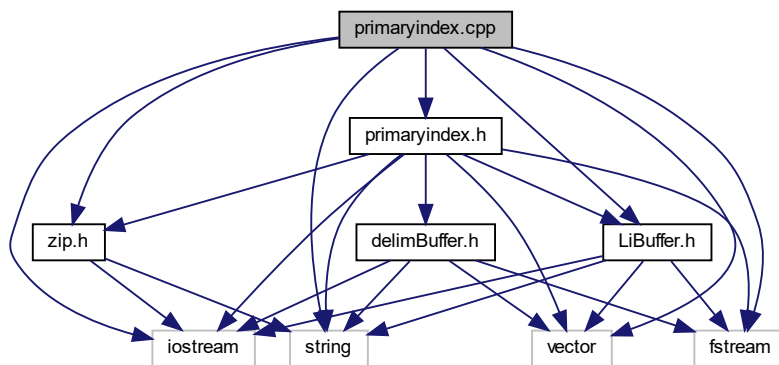 primaryindex.cpp
primaryindex.h
zip.h
delimBuffer.h
LiBuffer.h
iostream
string
vector
fstream